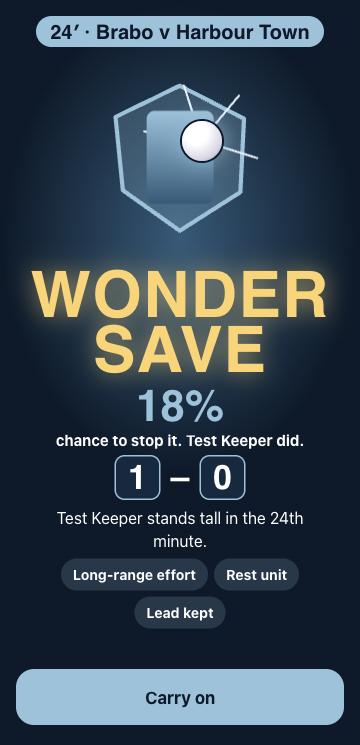 24′ · Brabo v Harbour Town
WONDER
SAVE
18%
chance to stop it. Test Keeper did.
1 – 0
Test Keeper stands tall in the 24th
minute.
Long-range effort Rest unit
Lead kept
Carry on